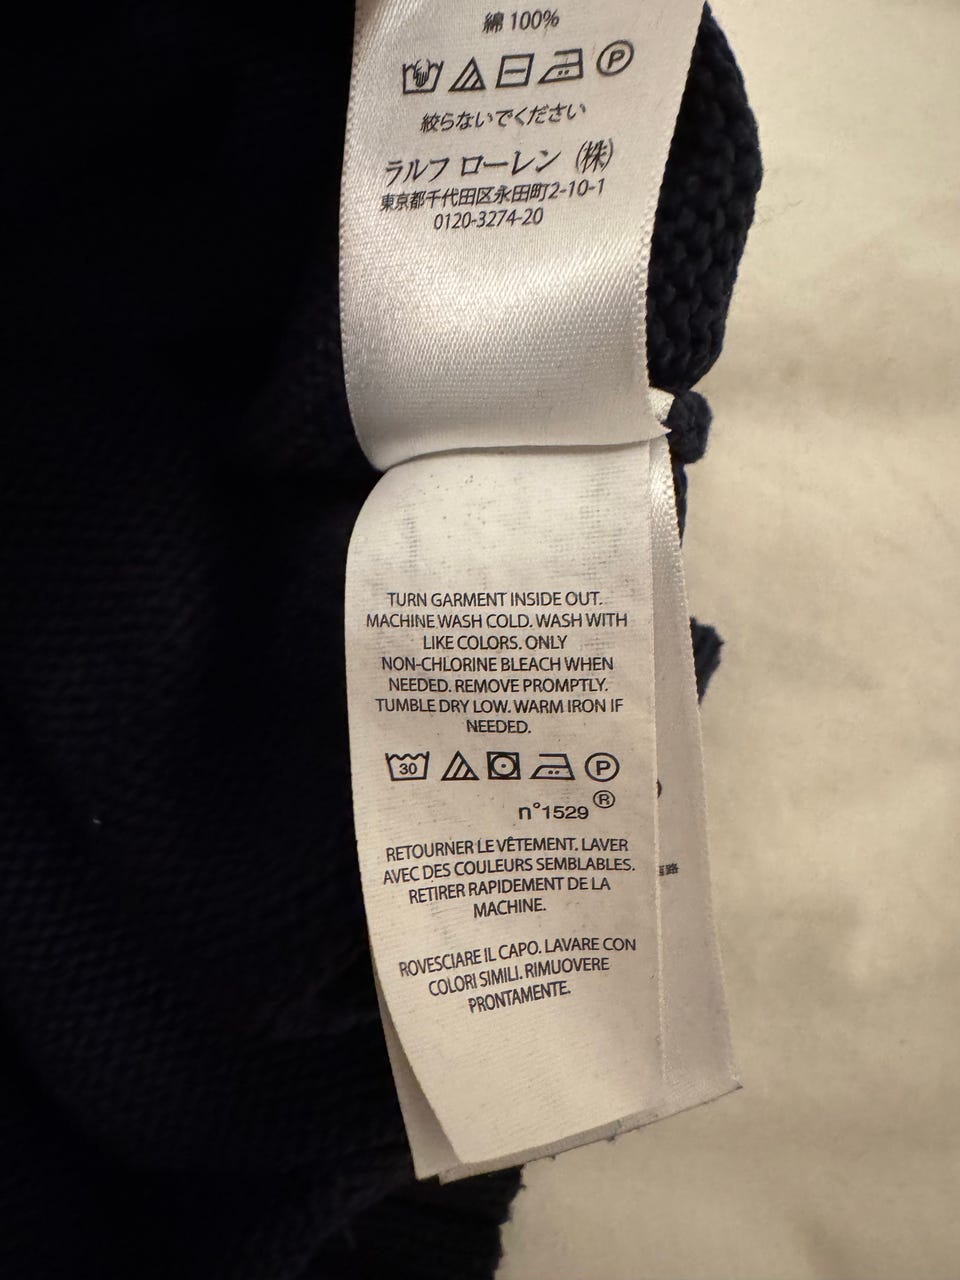 綿 100%
P
絞らないでください
ラルフ ローレン (株)
東京都千代田区永田町2-10-1
0120-3274-20
TURN GARMENT INSIDE OUT.
MACHINE WASH COLD. WASH WITH
LIKE COLORS. ONLY
NON-CHLORINE BLEACH WHEN
NEEDED. REMOVE PROMPTLY.
TUMBLE DRY LOW. WARM IRON IF
NEEDED.
30 P
n°1529 ®
RETOURNER LE VÊTEMENT. LAVER
AVEC DES COULEURS SEMBLABLES.
RETIRER RAPIDEMENT DE LA
MACHINE.
ROVESCIARE IL CAPO. LAVARE CON
COLORI SIMILI. RIMUOVERE
PRONTAMENTE.